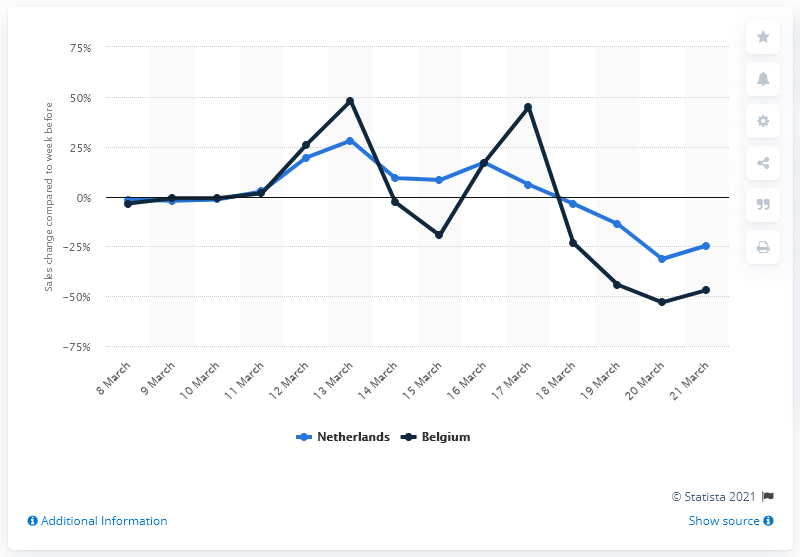 75%
50%
25%
0%
−25%
−50%
−75%
Sales change compared to week before
8 March
9 March
10 March
11 March
12 March
13 March
14 March
15 March
16 March
17 March
18 March
19 March
20 March
21 March
Netherlands Belgium
© Statista 2021
Additional Information Show source